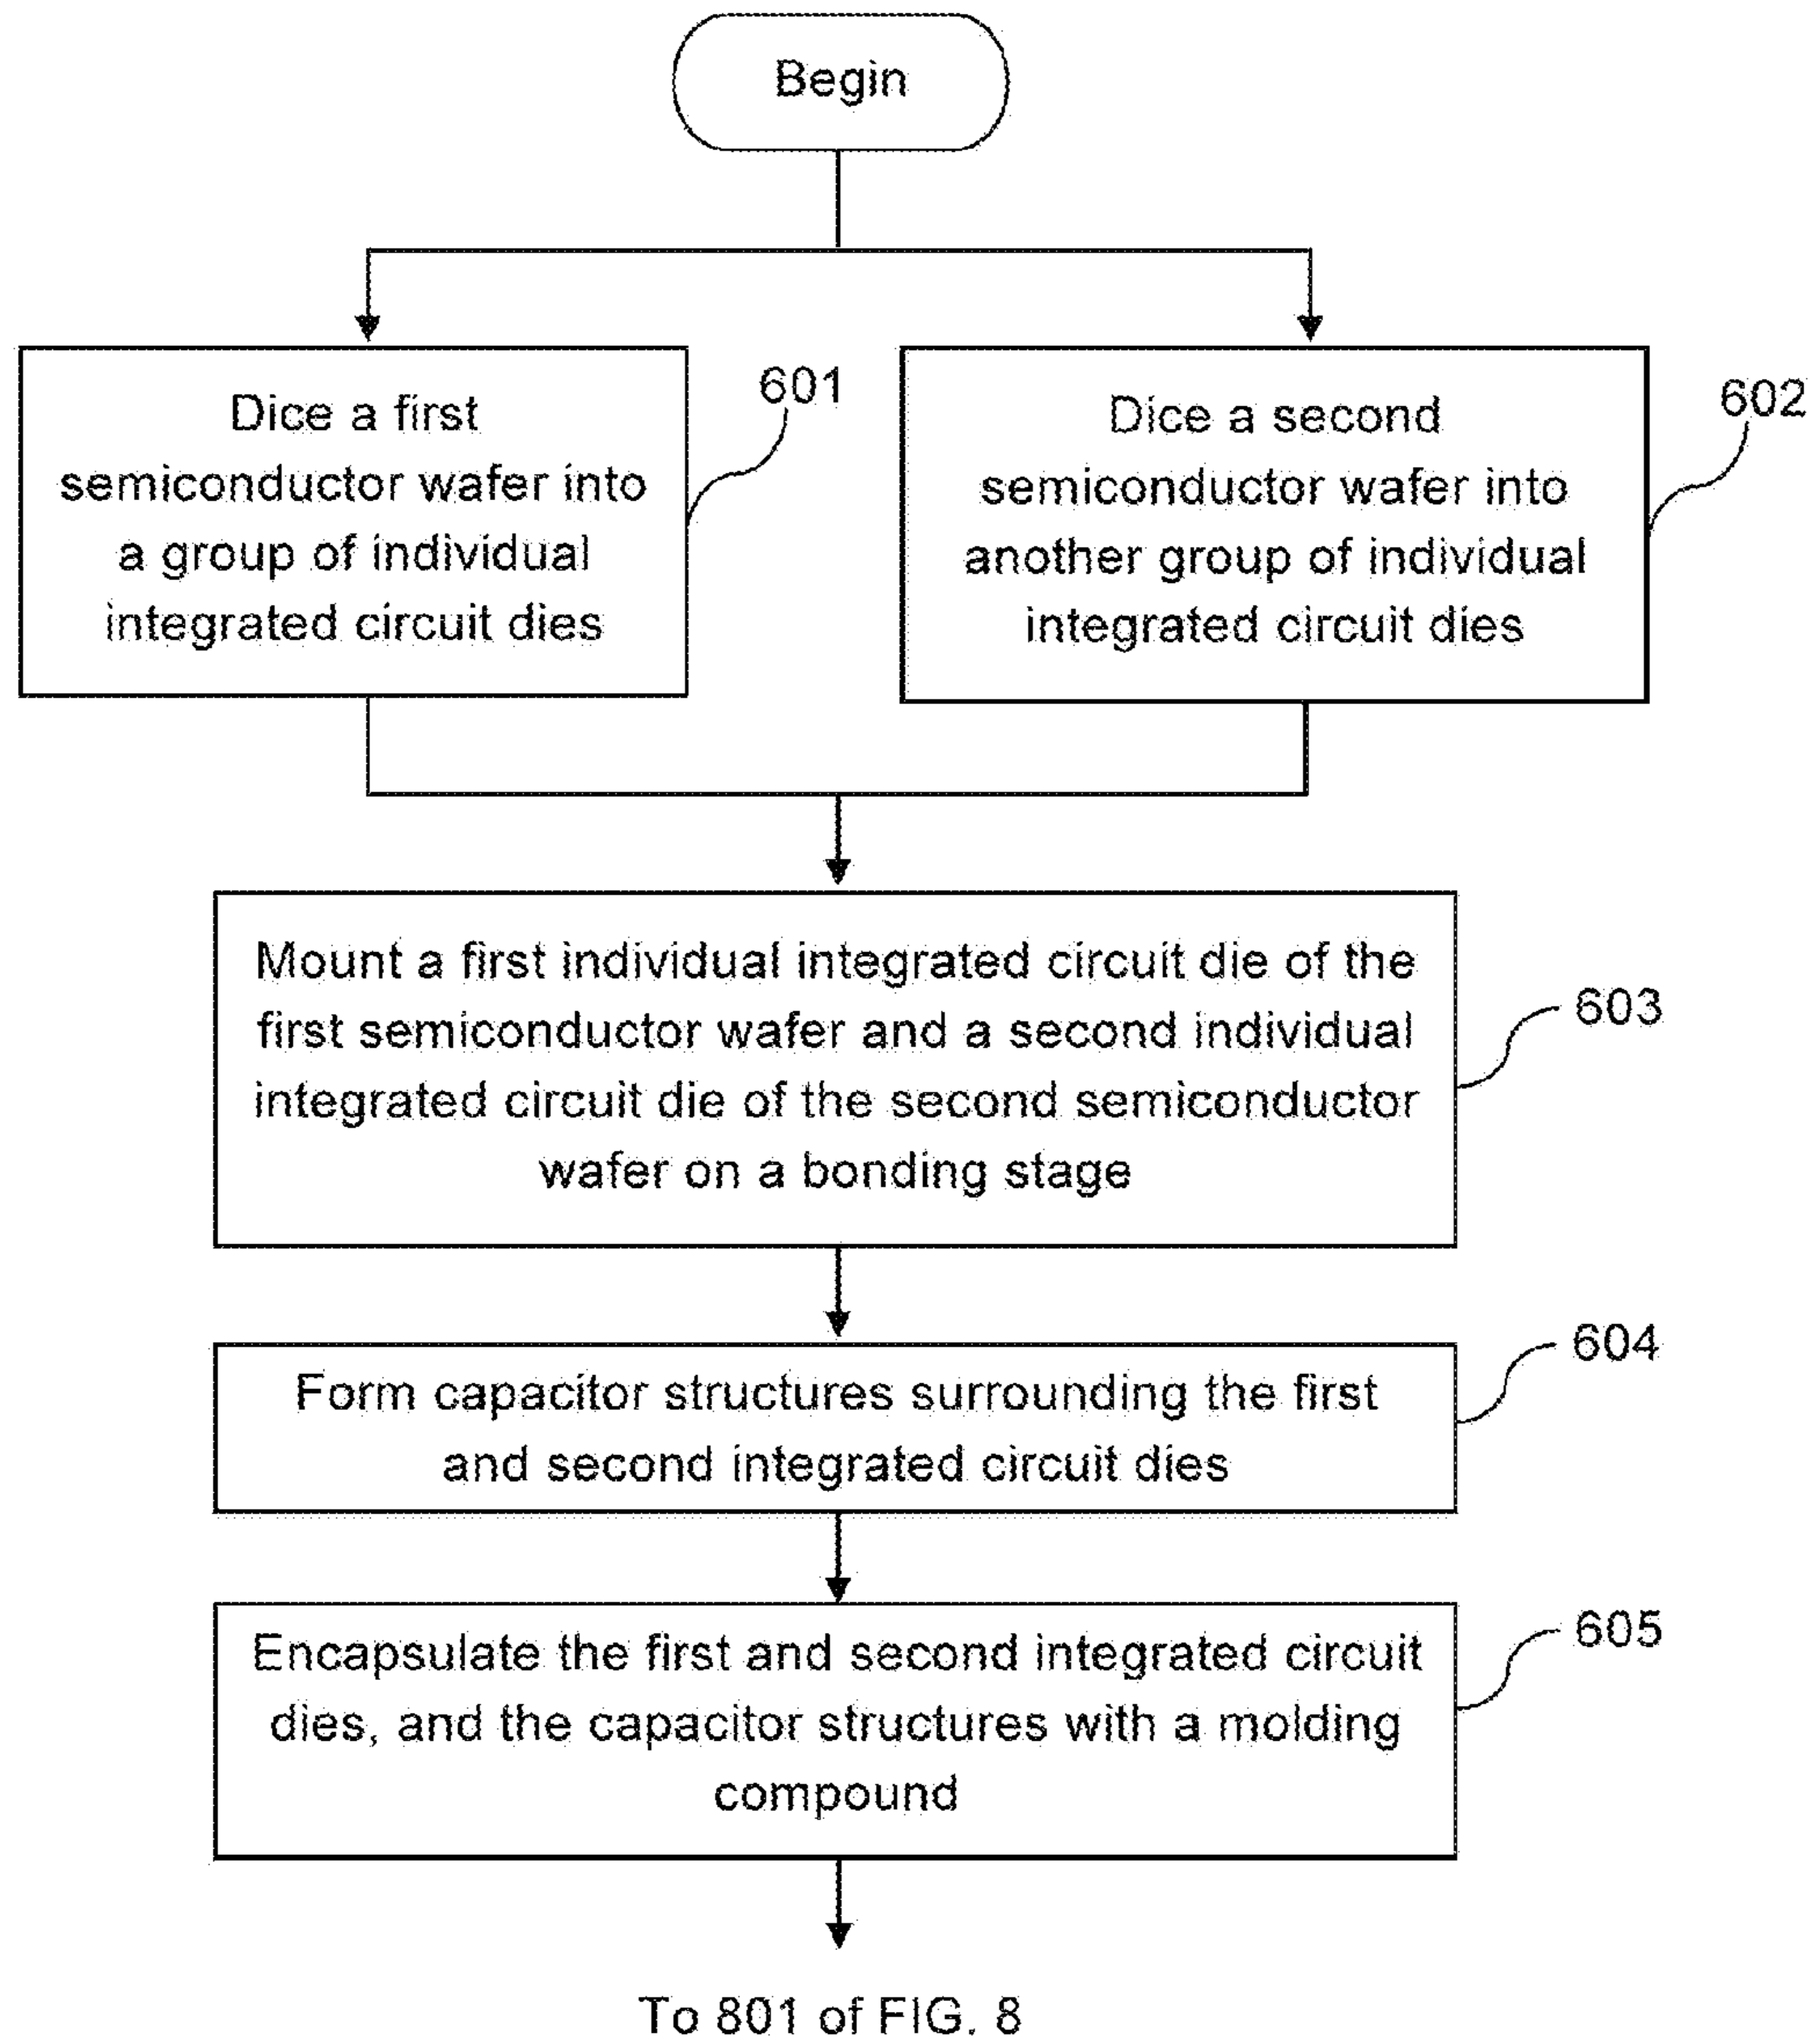 Begin
Dice a first
semiconductor wafer into
a group of individual
integrated circuit dies
601
Dice a second
semiconductor wafer into
another group of individual
integrated circuit dies
602
Mount a first individual integrated circuit die of the
first semiconductor wafer and a second individual
integrated circuit die of the second semiconductor
wafer on a bonding stage
603
Form capacitor structures surrounding the first
and second integrated circuit dies
604
Encapsulate the first and second integrated circuit
dies, and the capacitor structures with a molding
compound
605
To 801 of FIG. 8